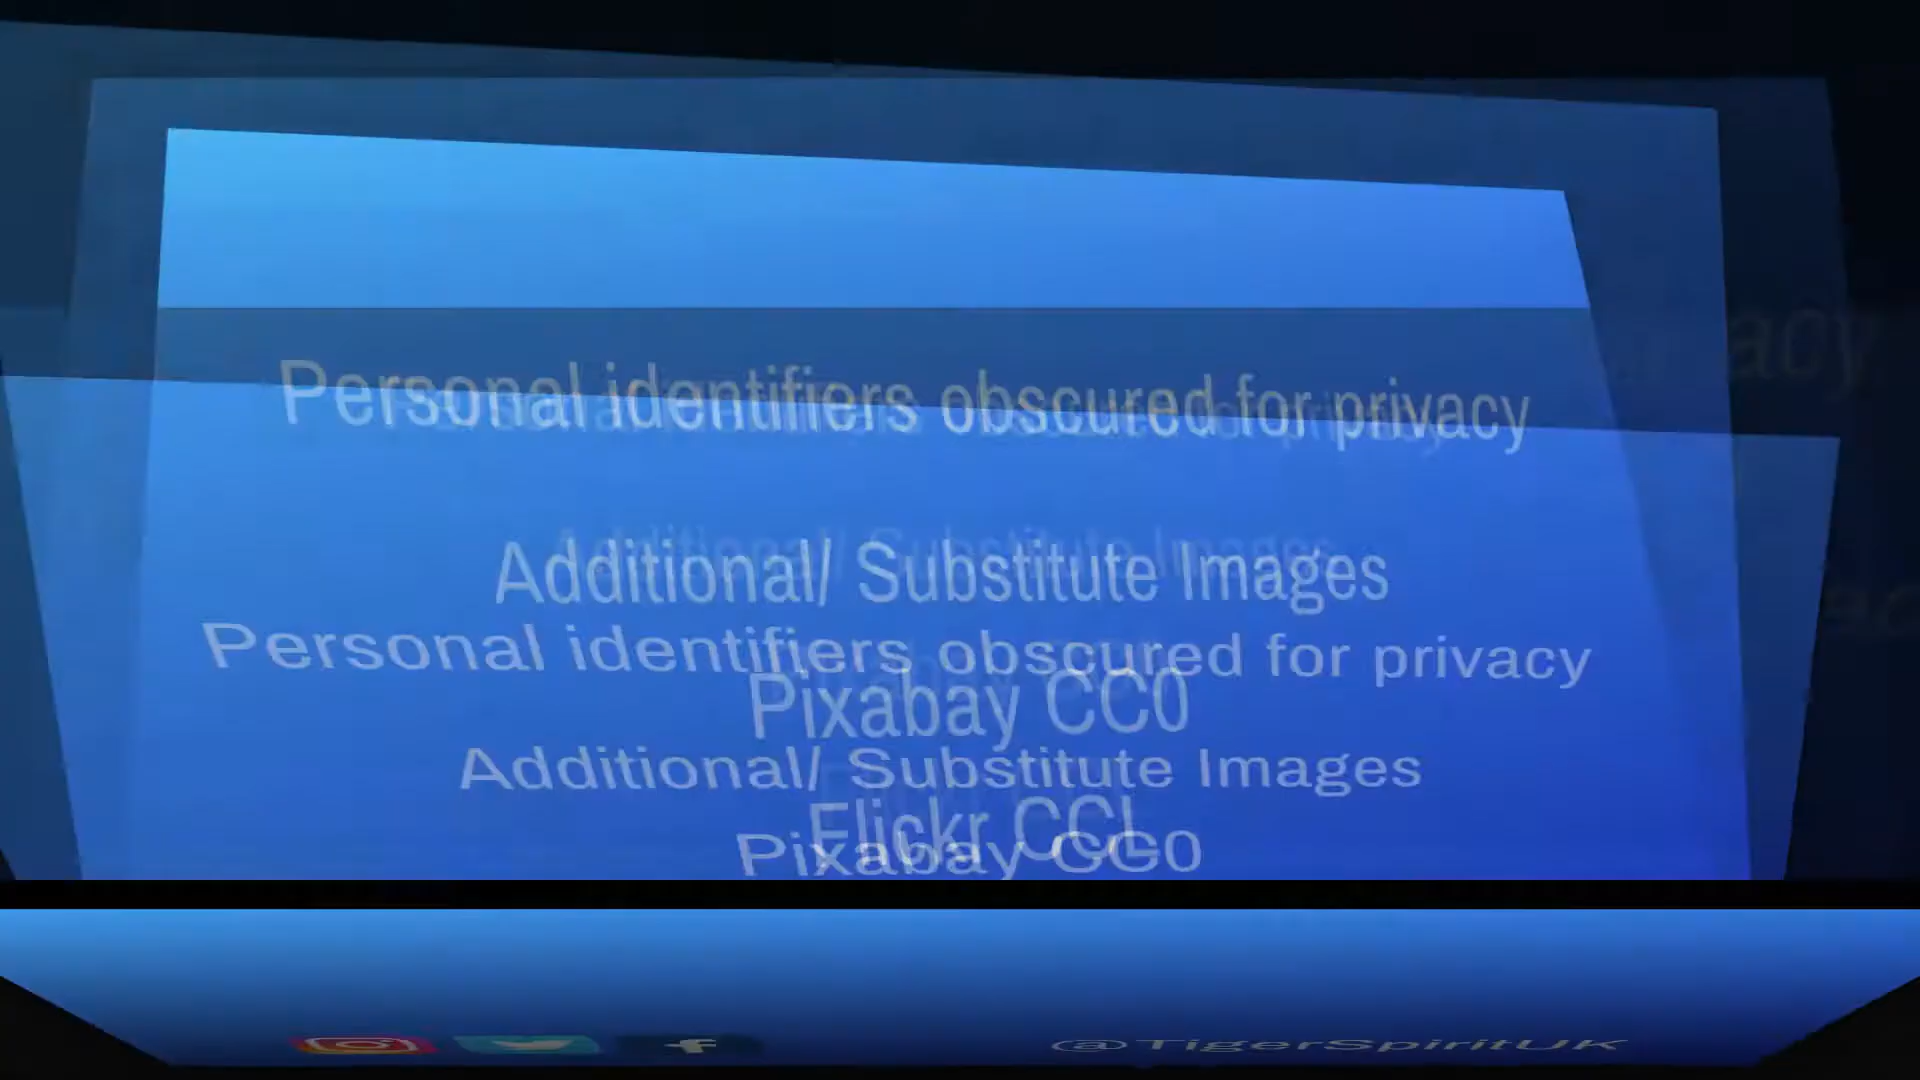 Personal identifiers obscured for privacy
Additional/ Substitute Images
Personal identifiers obscured for privacy
Pixabay CC0
Additional/ Substitute Images
Flickr CCL
Pixabay CC0
@TigerSpiritUK